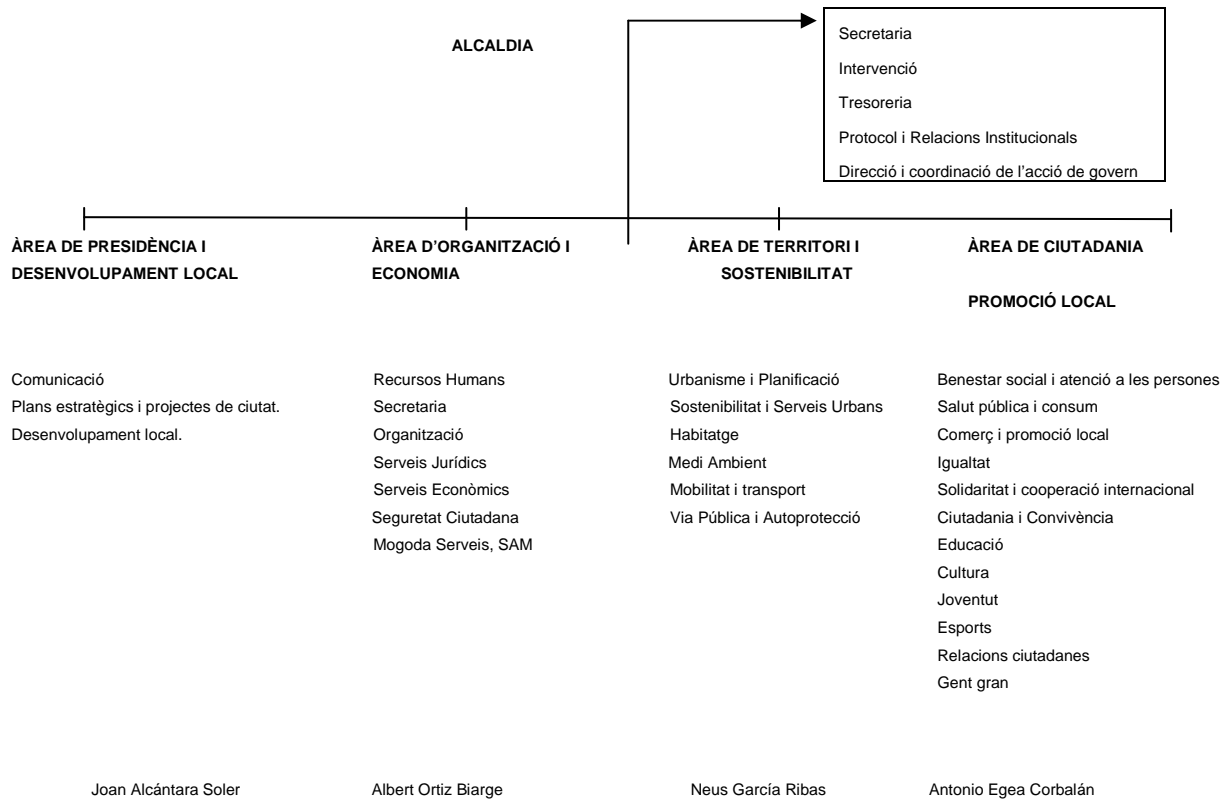 ALCALDIA
Secretaria
Intervenció
Tresoreria
Protocol i Relacions Institucionals
Direcció i coordinació de l'acció de govern
ÀREA DE PRESIDÈNCIA I
DESENVOLUPAMENT LOCAL
ÀREA D'ORGANITZACIÓ I
ECONOMIA
ÀREA DE TERRITORI I
SOSTENIBILITAT
ÀREA DE CIUTADANIA
PROMOCIÓ LOCAL
Comunicació
Plans estratègics i projectes de ciutat.
Desenvolupament local.
Recursos Humans
Secretaria
Organització
Serveis Jurídics
Serveis Econòmics
Seguretat Ciutadana
Mogoda Serveis, SAM
Urbanisme i Planificació
Sostenibilitat i Serveis Urbans
Habitatge
Medi Ambient
Mobilitat i transport
Via Pública i Autoprotecció
Benestar social i atenció a les persones
Salut pública i consum
Comerç i promoció local
Igualtat
Solidaritat i cooperació internacional
Ciutadania i Convivència
Educació
Cultura
Joventut
Esports
Relacions ciutadanes
Gent gran
Joan Alcántara Soler
Albert Ortiz Biarge
Neus García Ribas
Antonio Egea Corbalán